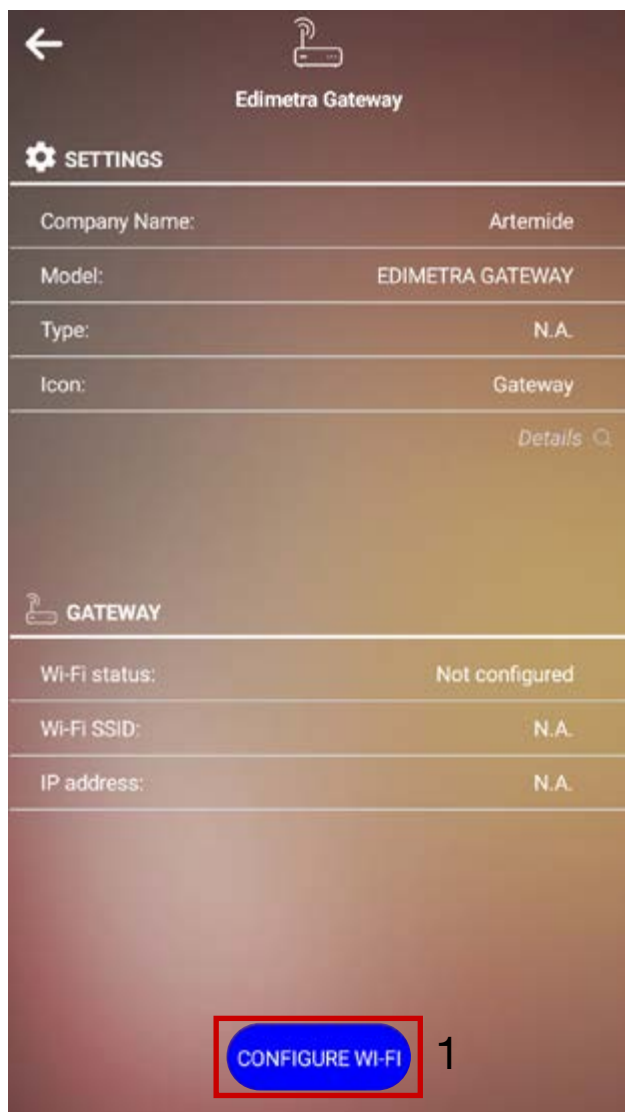 Edimetra Gateway
SETTINGS
Company Name: Artemide
Model: EDIMETRA GATEWAY
Type: N.A.
Icon: Gateway
Details
GATEWAY
Wi-Fi status: Not configured
Wi-Fi SSID: N.A.
IP address: N.A.
CONFIGURE WI-FI 1